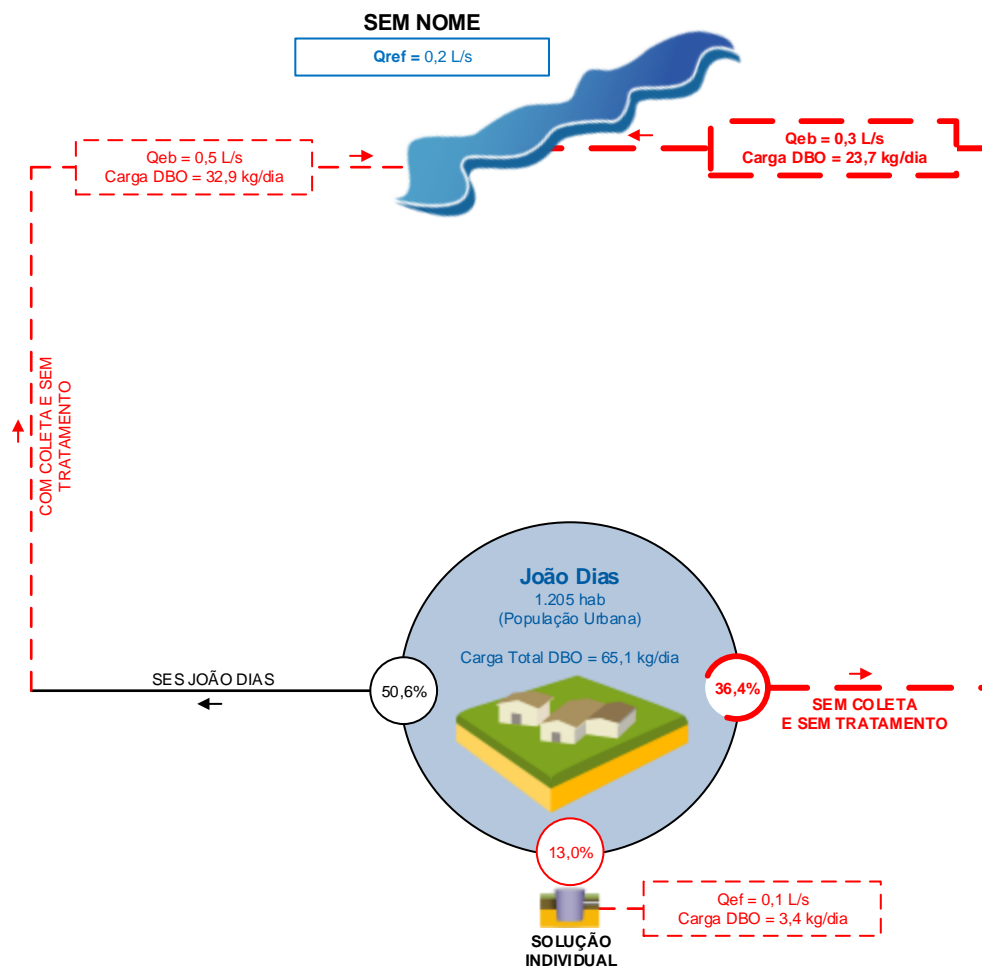 SEM NOME
Qref = 0,2 L/s
Qeb = 0,5 L/s
Carga DBO = 32,9 kg/dia
Qeb = 0,3 L/s
Carga DBO = 23,7 kg/dia
COM COLETA E SEM
TRATAMENTO
João Dias
1.205 hab
(População Urbana)
Carga Total DBO = 65,1 kg/dia
SES JOÃO DIAS
50,6%
36,4%
SEM COLETA
E SEM TRATAMENTO
13,0%
Qef = 0,1 L/s
Carga DBO = 3,4 kg/dia
SOLUÇÃO
INDIVIDUAL